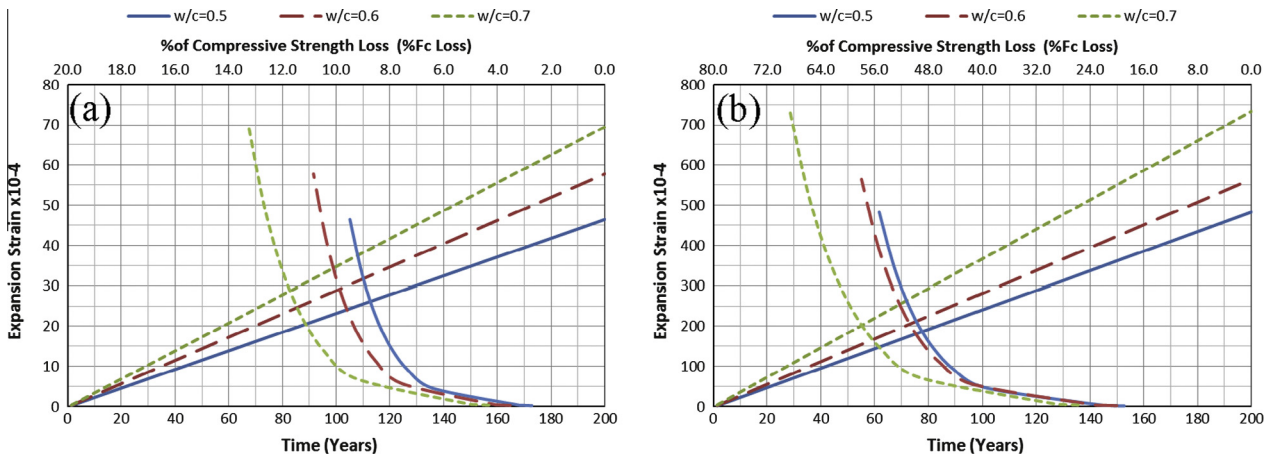 w/c=0.5 w/c=0.6 w/c=0.7
%of Compressive Strength Loss (%Fc Loss)
20.0 18.0 16.0 14.0 12.0 10.0 8.0 6.0 4.0 2.0 0.0
(a)
80
70
60
50
40
30
20
10
0
Expansion Strain x10-4
0 20 40 60 80 100 120 140 160 180 200
Time (Years)
w/c=0.5 w/c=0.6 w/c=0.7
%of Compressive Strength Loss (%Fc Loss)
80.0 72.0 64.0 56.0 48.0 40.0 32.0 24.0 16.0 8.0 0.0
(b)
800
700
600
500
400
300
200
100
0
Expansion Strain x10-4
0 20 40 60 80 100 120 140 160 180 200
Time (Years)